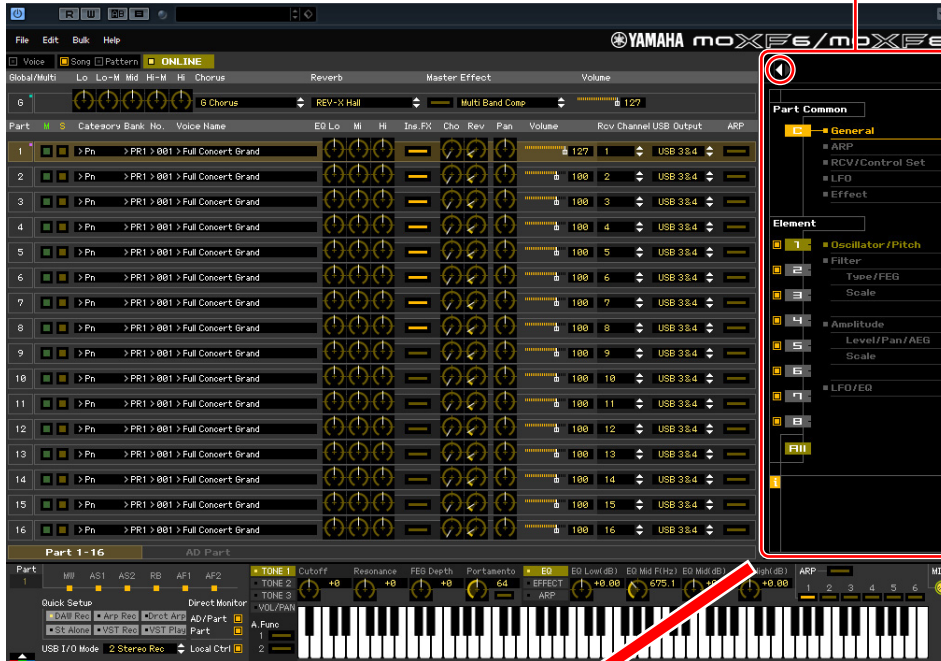 R W AB E
File Edit Bulk Help
YAMAHA MOXF6/MOXF8
Voice Song Pattern ONLINE
Global/Multi Lo Lo-M Mid Hi-M Hi Chorus Reverb Master Effect Volume
G G Chorus REV-X Hall Multi Band Comp 127
Part M S Category Bank No. Voice Name EQ Lo Mi Hi Ins.FX Cho Rev Pan Volume Rcv Channel USB Output ARP
1 >Pn >PR1 >001 >Full Concert Grand 127 1 USB 3&4
2 >Pn >PR1 >001 >Full Concert Grand 100 2 USB 3&4
3 >Pn >PR1 >001 >Full Concert Grand 100 3 USB 3&4
4 >Pn >PR1 >001 >Full Concert Grand 100 4 USB 3&4
5 >Pn >PR1 >001 >Full Concert Grand 100 5 USB 3&4
6 >Pn >PR1 >001 >Full Concert Grand 100 6 USB 3&4
7 >Pn >PR1 >001 >Full Concert Grand 100 7 USB 3&4
8 >Pn >PR1 >001 >Full Concert Grand 100 8 USB 3&4
9 >Pn >PR1 >001 >Full Concert Grand 100 9 USB 3&4
10 >Pn >PR1 >001 >Full Concert Grand 100 10 USB 3&4
11 >Pn >PR1 >001 >Full Concert Grand 100 11 USB 3&4
12 >Pn >PR1 >001 >Full Concert Grand 100 12 USB 3&4
13 >Pn >PR1 >001 >Full Concert Grand 100 13 USB 3&4
14 >Pn >PR1 >001 >Full Concert Grand 100 14 USB 3&4
15 >Pn >PR1 >001 >Full Concert Grand 100 15 USB 3&4
16 >Pn >PR1 >001 >Full Concert Grand 100 16 USB 3&4
Part 1-16 AD Part
Part Common
C General
ARP
RCV/Control Set
LFO
Effect
Element
1 Oscillator/Pitch
Filter
2 Type/FEG
3 Scale
4 Amplitude
5 Level/Pan/AEG
Scale
6
7 LFO/EQ
8
All
i
Part MW AS1 AS2 RB AF1 AF2
1
Quick Setup Direct Monitor
DAW Rec Arp Rec Drct Arp AD/Part
St Alone VST Rec VST Play Part
USB I/O Mode 2 Stereo Rec Local Ctrl
TONE 1 Cutoff Resonance FEG Depth Portamento EQ EQ Low(dB) EQ Mid F(Hz) EQ Mid(dB) High(dB) ARP
TONE 2 +0 +0 +0 64 EFFECT +0.00 675.1 +0.00 1 2 3 4 5 6
TONE 3 ARP
VOL/PAN
A.Func
1
2